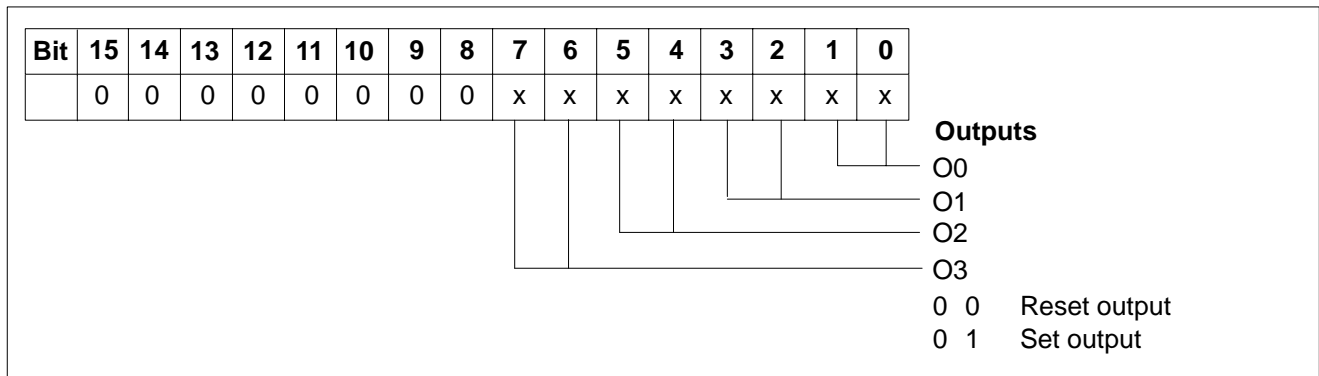 Bit 15 14 13 12 11 10 9 8 7 6 5 4 3 2 1 0
0 0 0 0 0 0 0 0 x x x x x x x x
Outputs
O0
O1
O2
O3
0 0 Reset output
0 1 Set output